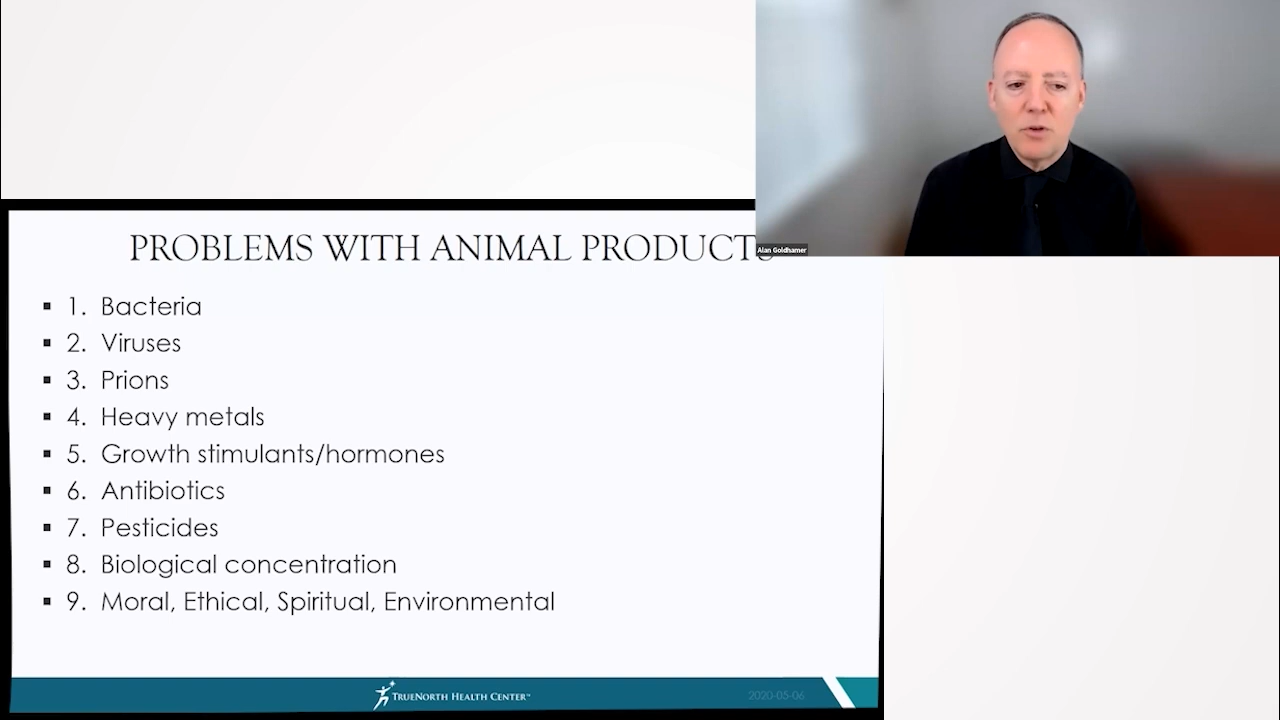 Alan Goldhamer
PROBLEMS WITH ANIMAL PRODUCTS
▪ 1. Bacteria
▪ 2. Viruses
▪ 3. Prions
▪ 4. Heavy metals
▪ 5. Growth stimulants/hormones
▪ 6. Antibiotics
▪ 7. Pesticides
▪ 8. Biological concentration
▪ 9. Moral, Ethical, Spiritual, Environmental
TRUENORTH HEALTH CENTER™
2020-05-06